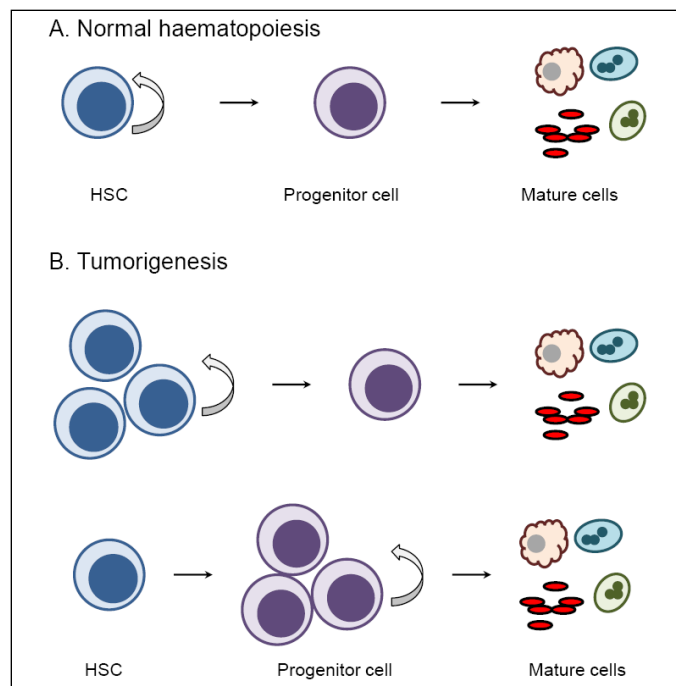 A. Normal haematopoiesis
HSC Progenitor cell Mature cells
B. Tumorigenesis
HSC Progenitor cell Mature cells